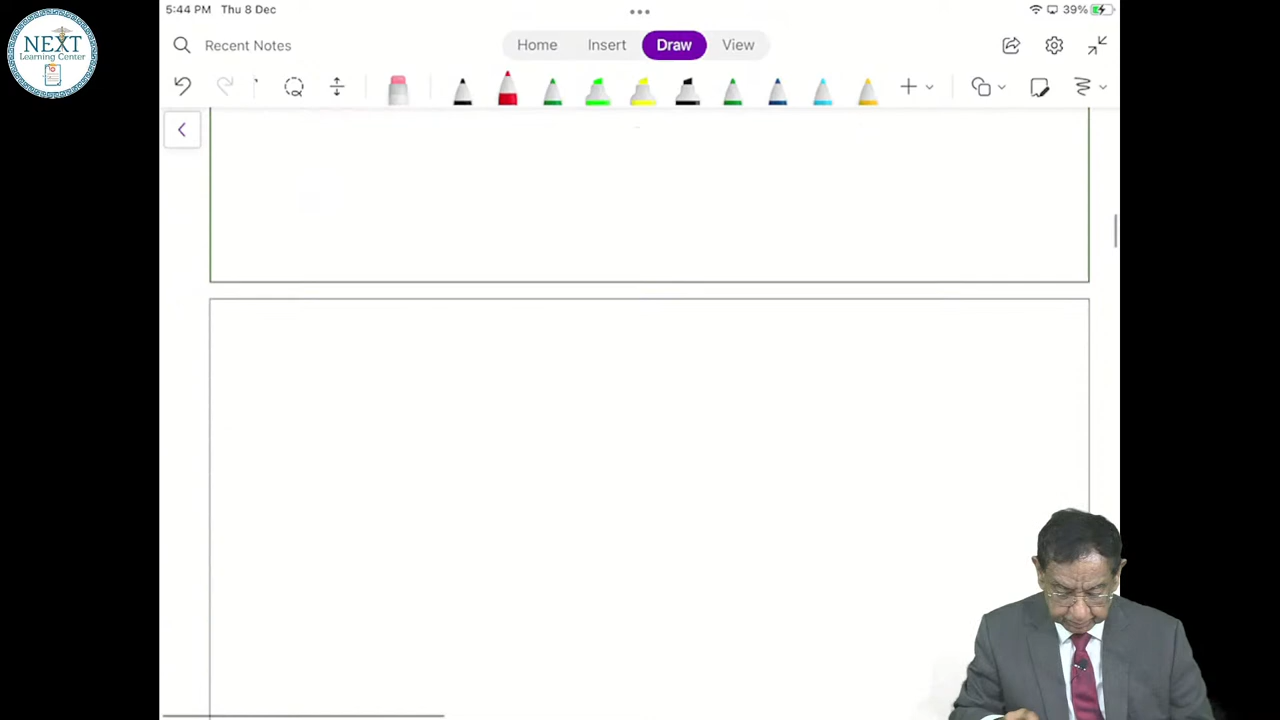 5:44 PM Thu 8 Dec
39%
NEXT
Learning Center
Recent Notes
Home
Insert
Draw
View